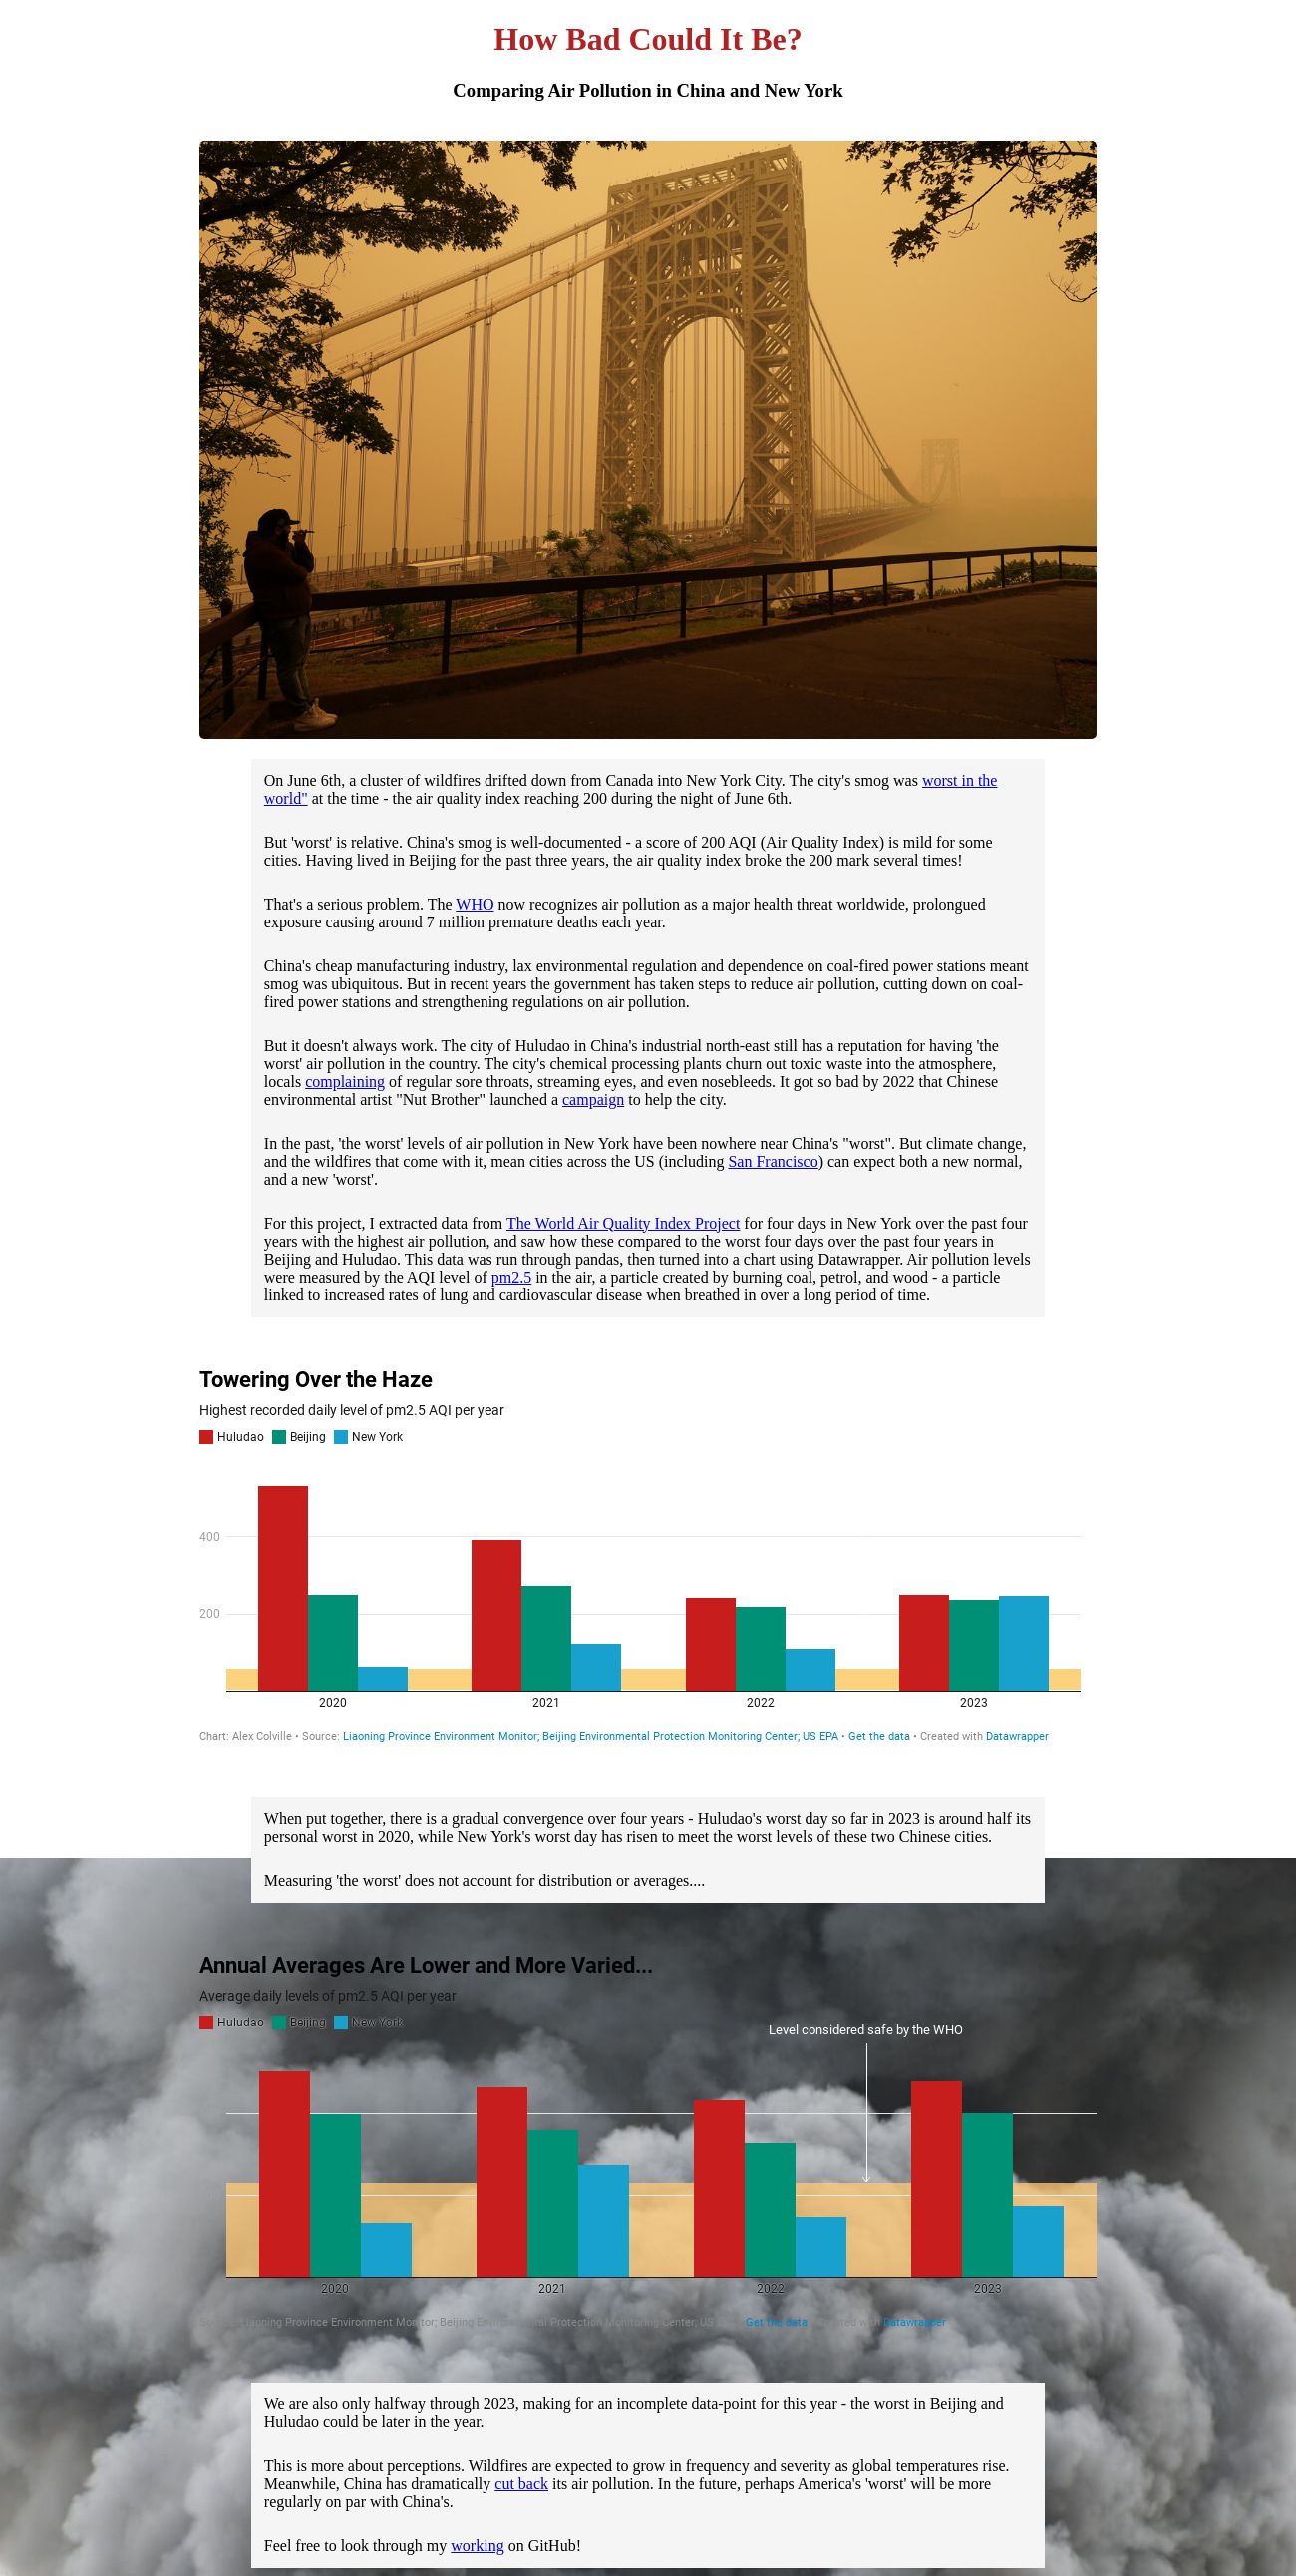 How Bad Could It Be?
Comparing Air Pollution in China and New York
On June 6th, a cluster of wildfires drifted down from Canada into New York City. The city's smog was worst in the
world" at the time - the air quality index reaching 200 during the night of June 6th.
But 'worst' is relative. China's smog is well-documented - a score of 200 AQI (Air Quality Index) is mild for some
cities. Having lived in Beijing for the past three years, the air quality index broke the 200 mark several times!
That's a serious problem. The WHO now recognizes air pollution as a major health threat worldwide, prolongued
exposure causing around 7 million premature deaths each year.
China's cheap manufacturing industry, lax environmental regulation and dependence on coal-fired power stations meant
smog was ubiquitous. But in recent years the government has taken steps to reduce air pollution, cutting down on coal-
fired power stations and strengthening regulations on air pollution.
But it doesn't always work. The city of Huludao in China's industrial north-east still has a reputation for having 'the
worst' air pollution in the country. The city's chemical processing plants churn out toxic waste into the atmosphere,
locals complaining of regular sore throats, streaming eyes, and even nosebleeds. It got so bad by 2022 that Chinese
environmental artist "Nut Brother" launched a campaign to help the city.
In the past, 'the worst' levels of air pollution in New York have been nowhere near China's "worst". But climate change,
and the wildfires that come with it, mean cities across the US (including San Francisco) can expect both a new normal,
and a new 'worst'.
For this project, I extracted data from The World Air Quality Index Project for four days in New York over the past four
years with the highest air pollution, and saw how these compared to the worst four days over the past four years in
Beijing and Huludao. This data was run through pandas, then turned into a chart using Datawrapper. Air pollution levels
were measured by the AQI level of pm2.5 in the air, a particle created by burning coal, petrol, and wood - a particle
linked to increased rates of lung and cardiovascular disease when breathed in over a long period of time.
Towering Over the Haze
Highest recorded daily level of pm2.5 AQI per year
Huludao Beijing New York
400
200
2020 2021 2022 2023
Chart: Alex Colville • Source: Liaoning Province Environment Monitor; Beijing Environmental Protection Monitoring Center; US EPA • Get the data • Created with Datawrapper
When put together, there is a gradual convergence over four years - Huludao's worst day so far in 2023 is around half its
personal worst in 2020, while New York's worst day has risen to meet the worst levels of these two Chinese cities.
Measuring 'the worst' does not account for distribution or averages....
Annual Averages Are Lower and More Varied...
Average daily levels of pm2.5 AQI per year
Huludao Beijing New York
Level considered safe by the WHO
2020 2021 2022 2023
Province Environment Monitor; Beijing Protection Monitoring Center; US Get the data with Datawrapper
We are also only halfway through 2023, making for an incomplete data-point for this year - the worst in Beijing and
Huludao could be later in the year.
This is more about perceptions. Wildfires are expected to grow in frequency and severity as global temperatures rise.
Meanwhile, China has dramatically cut back its air pollution. In the future, perhaps America's 'worst' will be more
regularly on par with China's.
Feel free to look through my working on GitHub!